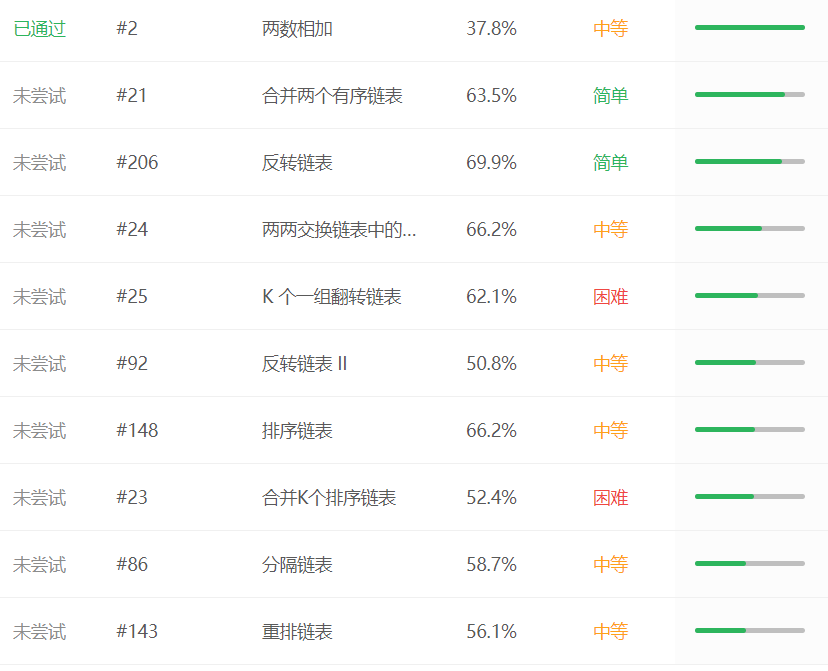 已通过 #2 两数相加 37.8% 中等
未尝试 #21 合并两个有序链表 63.5% 简单
未尝试 #206 反转链表 69.9% 简单
未尝试 #24 两两交换链表中的... 66.2% 中等
未尝试 #25 K 个一组翻转链表 62.1% 困难
未尝试 #92 反转链表 II 50.8% 中等
未尝试 #148 排序链表 66.2% 中等
未尝试 #23 合并K个排序链表 52.4% 困难
未尝试 #86 分隔链表 58.7% 中等
未尝试 #143 重排链表 56.1% 中等